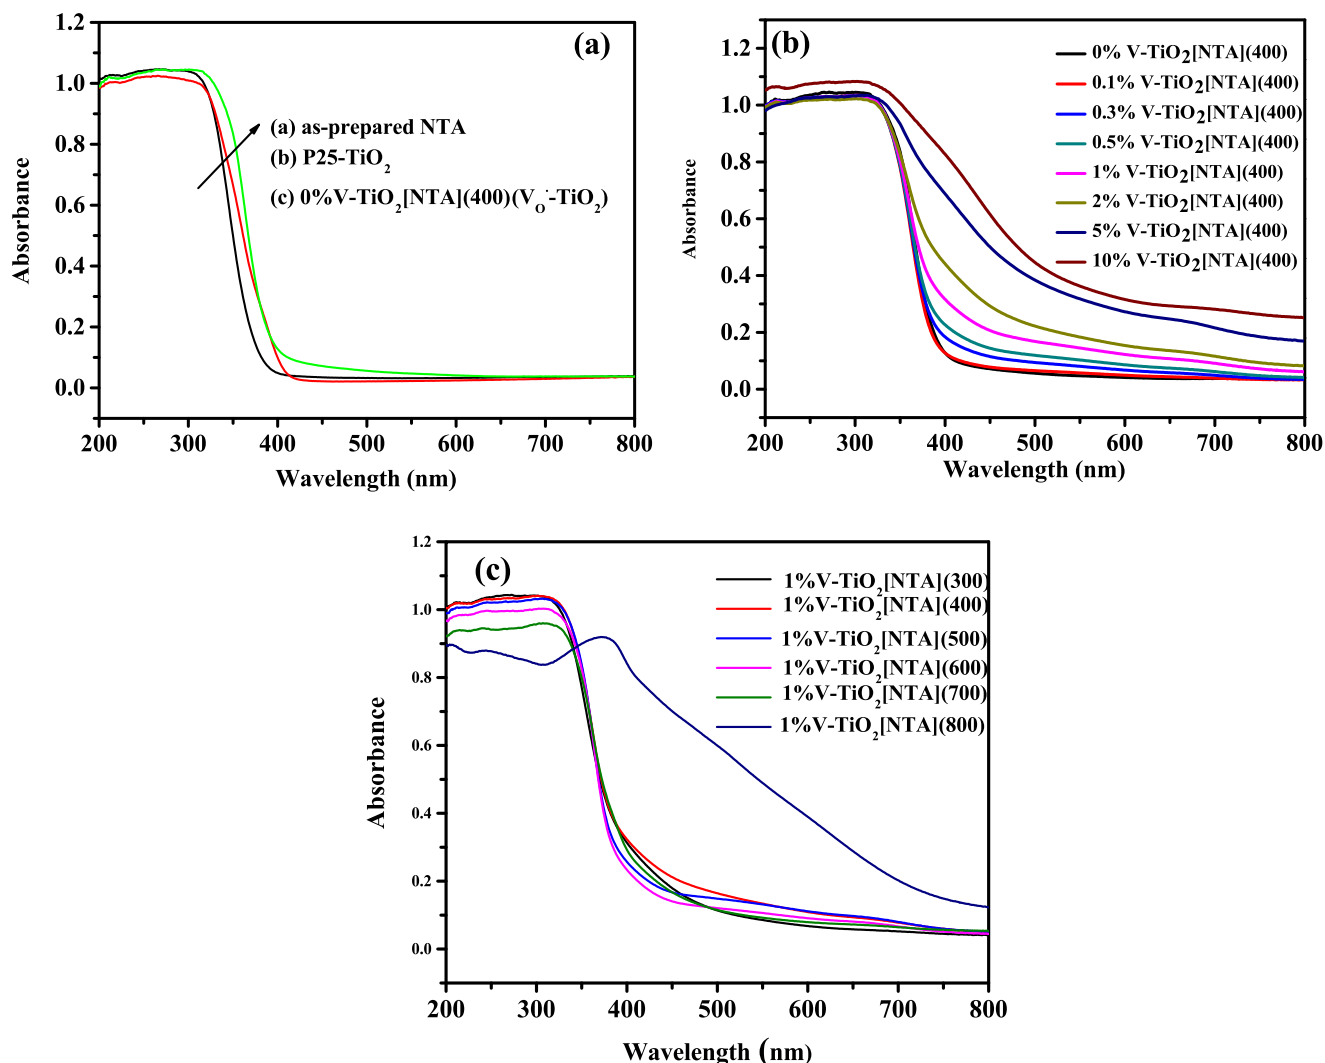 (a)
(a) as-prepared NTA
(b) P25-TiO₂
(c) 0%V-TiO₂[NTA](400)(V_O^·-TiO₂)
1.2
1.0
0.8
0.6
0.4
0.2
0.0
Absorbance
200 300 400 500 600 700 800
Wavelength (nm)
(b)
0% V-TiO₂[NTA](400)
0.1% V-TiO₂[NTA](400)
0.3% V-TiO₂[NTA](400)
0.5% V-TiO₂[NTA](400)
1% V-TiO₂[NTA](400)
2% V-TiO₂[NTA](400)
5% V-TiO₂[NTA](400)
10% V-TiO₂[NTA](400)
1.2
1.0
0.8
0.6
0.4
0.2
0.0
Absorbance
200 300 400 500 600 700 800
Wavelength(nm)
(c)
1%V-TiO₂[NTA](300)
1%V-TiO₂[NTA](400)
1%V-TiO₂[NTA](500)
1%V-TiO₂[NTA](600)
1%V-TiO₂[NTA](700)
1%V-TiO₂[NTA](800)
1.2
1.0
0.8
0.6
0.4
0.2
0.0
Absorbance
200 300 400 500 600 700 800
Wavelength (nm)